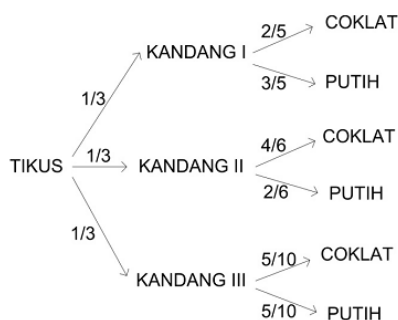 2/5
COKLAT
KANDANG I
3/5
PUTIH
1/3
4/6
COKLAT
TIKUS
1/3
KANDANG II
2/6
PUTIH
1/3
5/10
COKLAT
KANDANG III
5/10
PUTIH